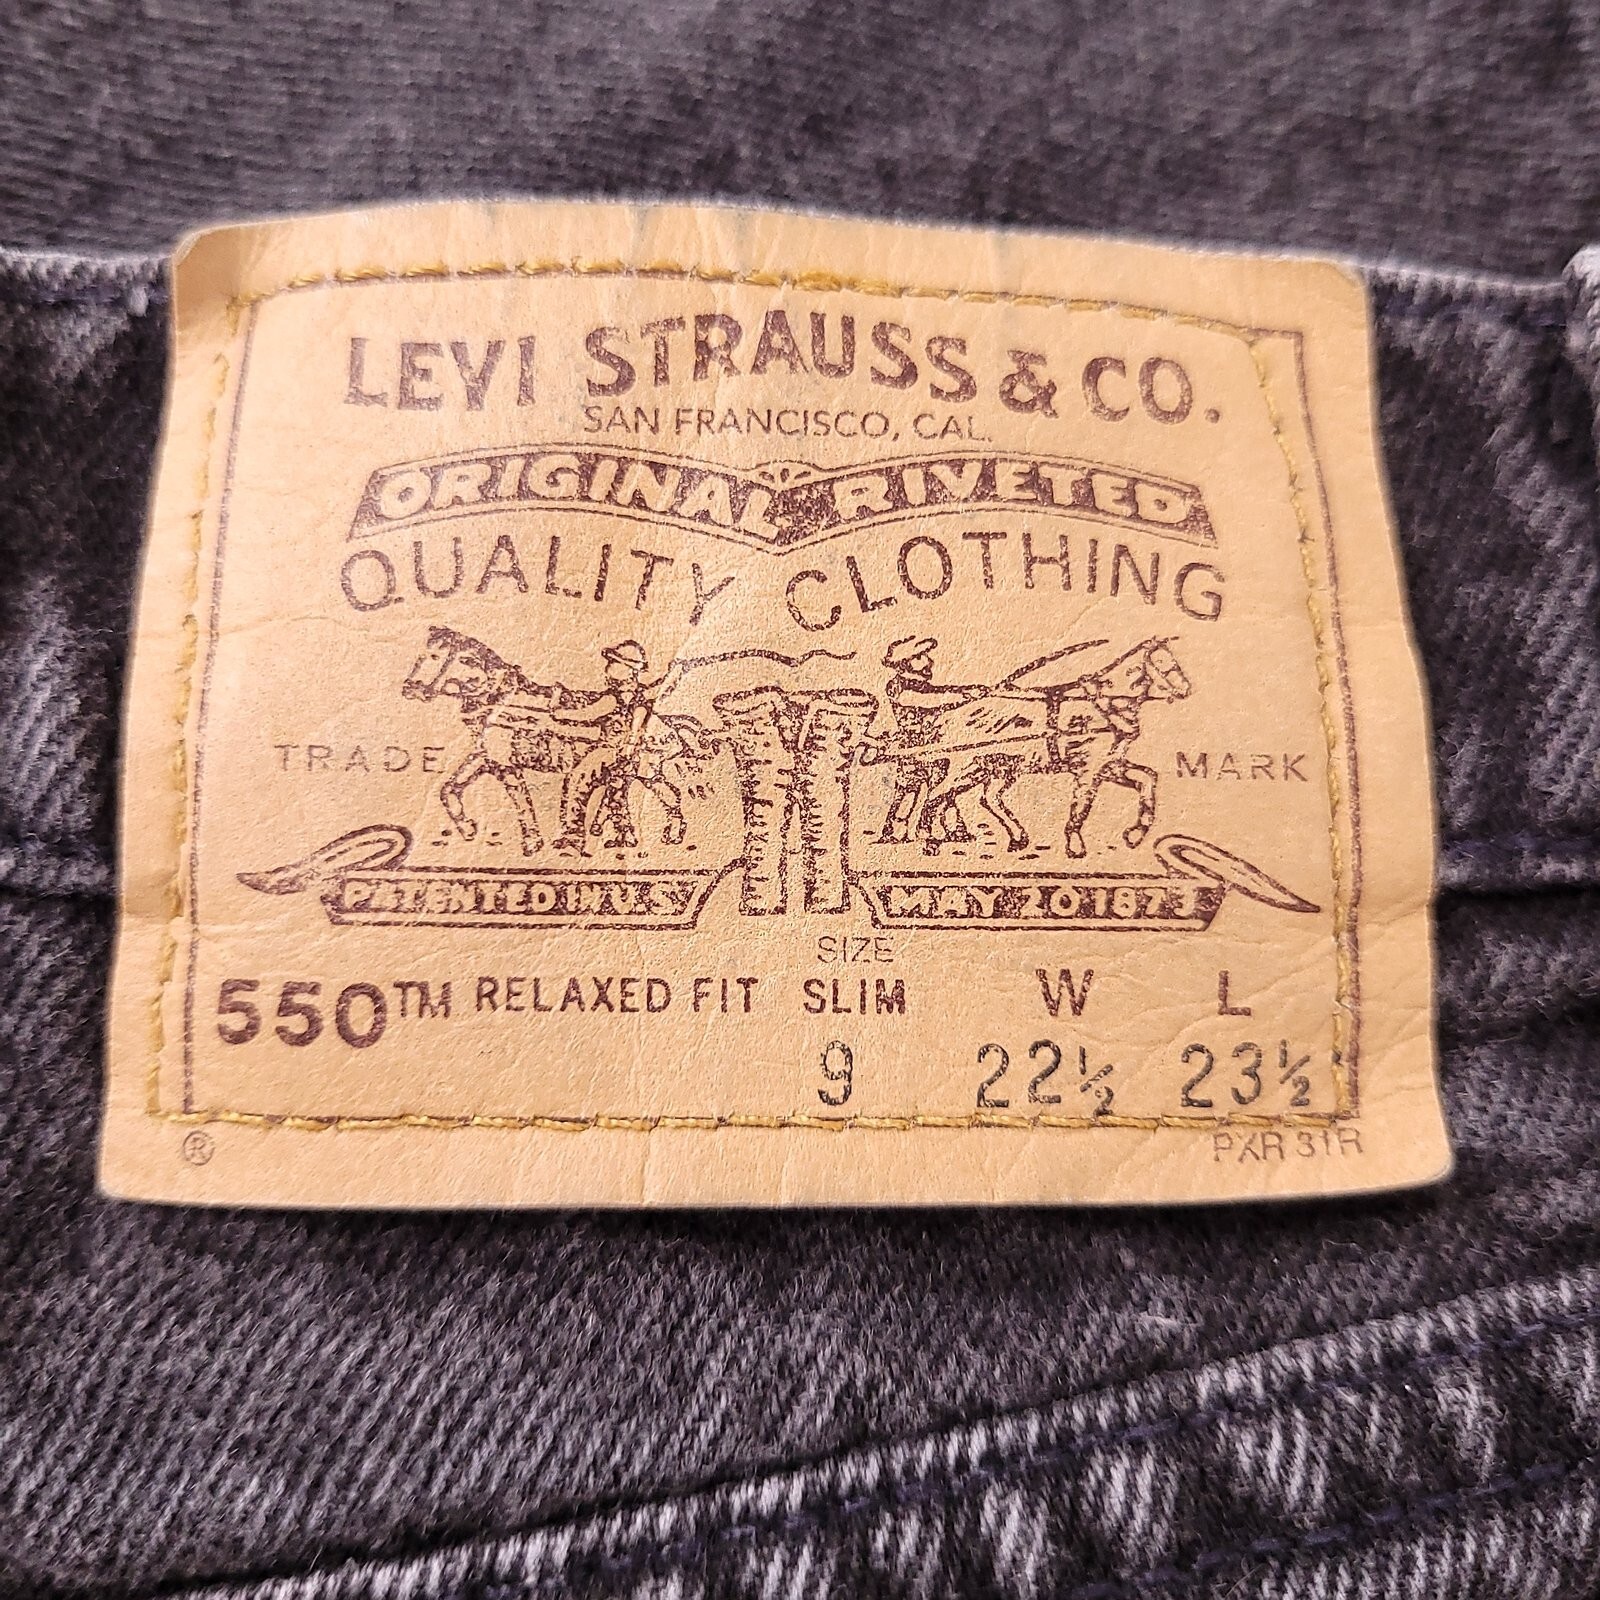 LEVI STRAUSS & CO.
SAN FRANCISCO, CAL.
ORIGINAL RIVETED
QUALITY CLOTHING
TRADE MARK
PATENTED IN U.S. MAY 20 1873
SIZE
550™ RELAXED FIT SLIM W L
9 22½ 23½
® PXR 31R